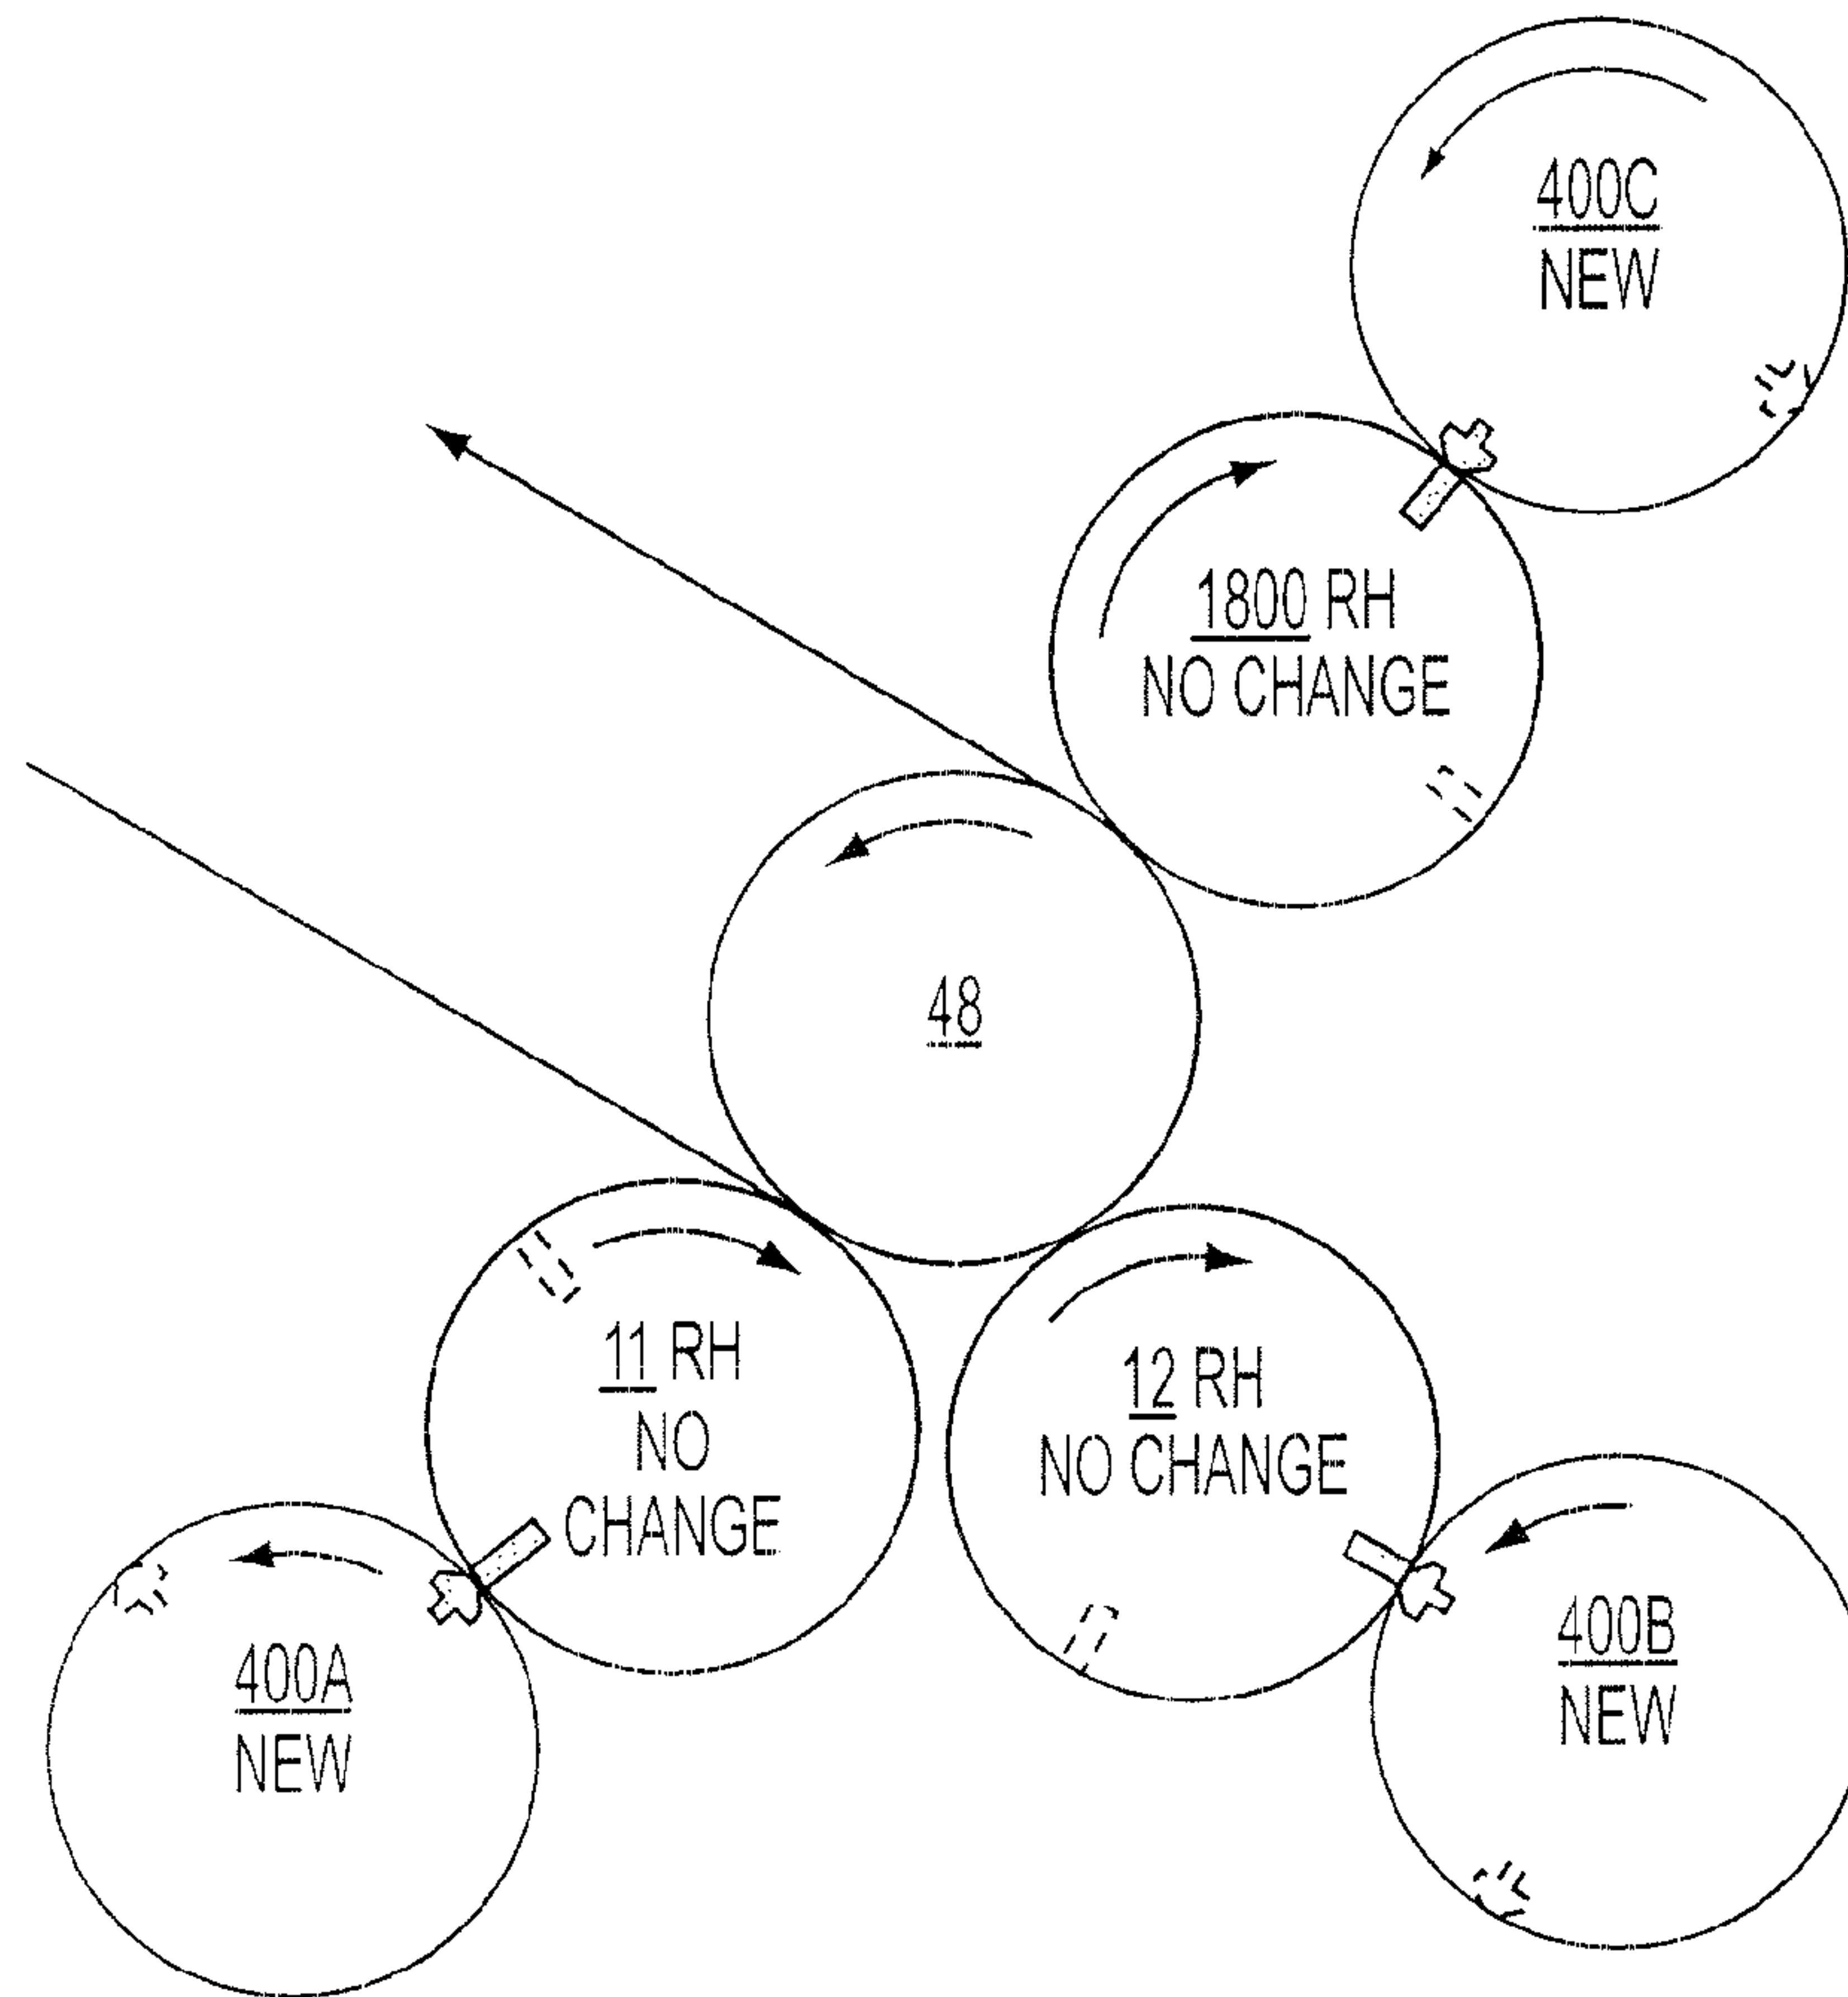 400C
NEW
1800 RH
NO CHANGE
48
11 RH
NO
CHANGE
12 RH
NO CHANGE
400A
NEW
400B
NEW